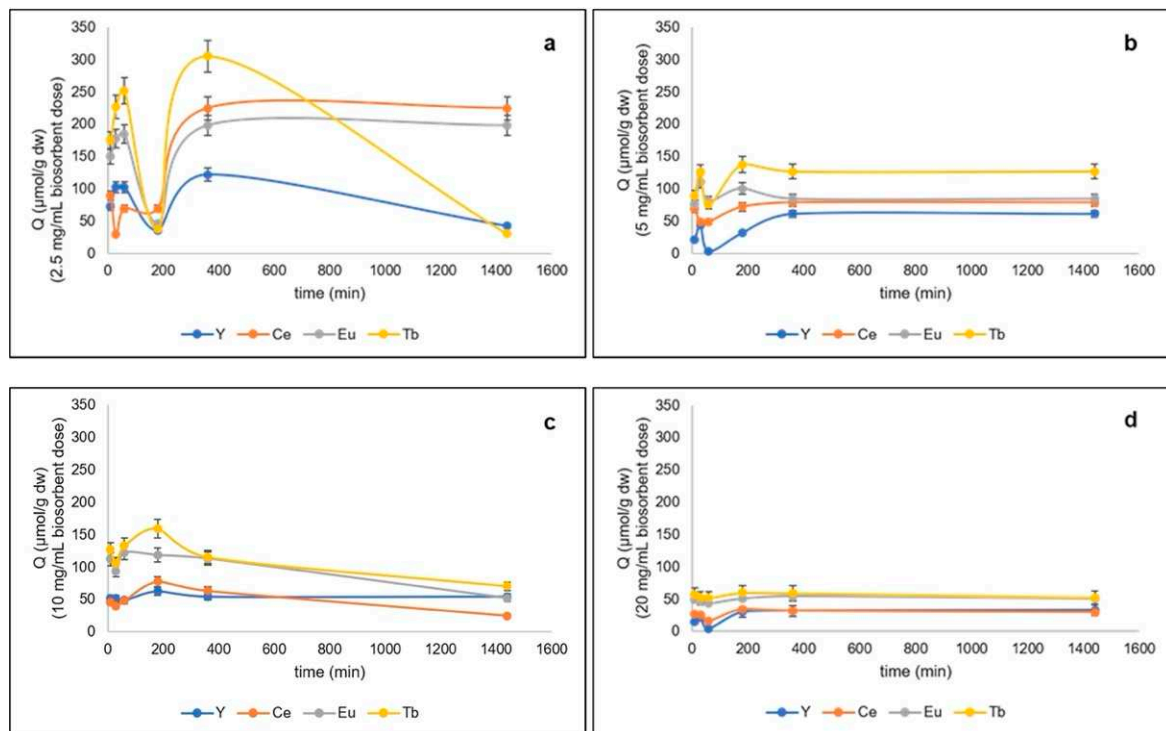 a
350
300
250
200
150
100
50
0
Q (µmol/g dw)
(2.5 mg/mL biosorbent dose)
0 200 400 600 800 1000 1200 1400 1600
time (min)
Y Ce Eu Tb
b
350
300
250
200
150
100
50
0
Q (µmol/g dw)
(5 mg/mL biosorbent dose)
0 200 400 600 800 1000 1200 1400 1600
time (min)
Y Ce Eu Tb
c
350
300
250
200
150
100
50
0
Q (µmol/g dw)
(10 mg/mL biosorbent dose)
0 200 400 600 800 1000 1200 1400 1600
time (min)
Y Ce Eu Tb
d
350
300
250
200
150
100
50
0
Q (µmol/g dw)
(20 mg/mL biosorbent dose)
0 200 400 600 800 1000 1200 1400 1600
time (min)
Y Ce Eu Tb